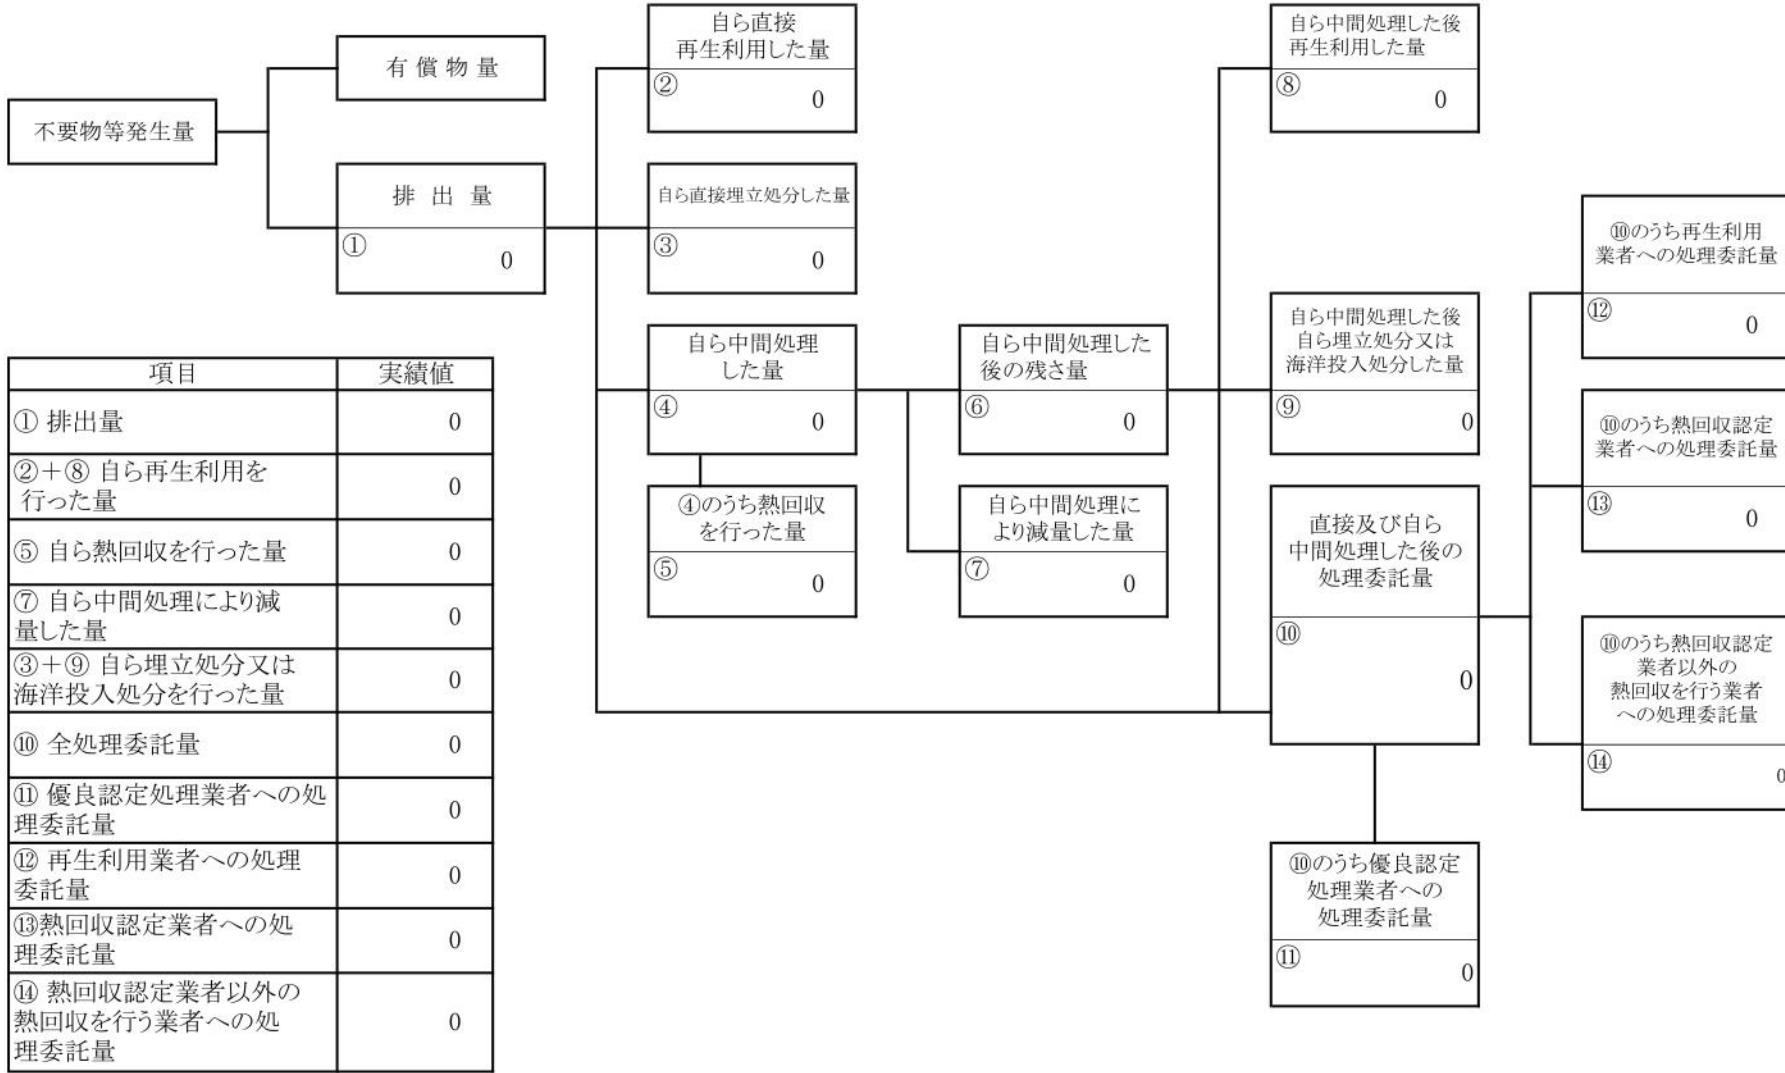 不要物等発生量
有償物量
排出量
①
0
自ら直接
再生利用した量
②
0
自ら直接埋立処分した量
③
0
自ら中間処理
した量
④
0
④のうち熱回収
を行った量
⑤
0
自ら中間処理した
後の残さ量
⑥
0
自ら中間処理に
より減量した量
⑦
0
自ら中間処理した後
再生利用した量
⑧
0
自ら中間処理した後
自ら埋立処分又は
海洋投入処分した量
⑨
0
直接及び自ら
中間処理した後の
処理委託量
⑩
0
⑩のうち優良認定
処理業者への
処理委託量
⑪
0
⑩のうち再生利用
業者への処理委託量
⑫
0
⑩のうち熱回収認定
業者への処理委託量
⑬
0
⑩のうち熱回収認定
業者以外の
熱回収を行う業者
への処理委託量
⑭
0
項目 実績値
① 排出量 0
②+⑧ 自ら再生利用を
行った量 0
⑤ 自ら熱回収を行った量 0
⑦ 自ら中間処理により減
量した量 0
③+⑨ 自ら埋立処分又は
海洋投入処分を行った量 0
⑩ 全処理委託量 0
⑪ 優良認定処理業者への処
理委託量 0
⑫ 再生利用業者への処理
委託量 0
⑬熱回収認定業者への処
理委託量 0
⑭ 熱回収認定業者以外の
熱回収を行う業者への処
理委託量 0